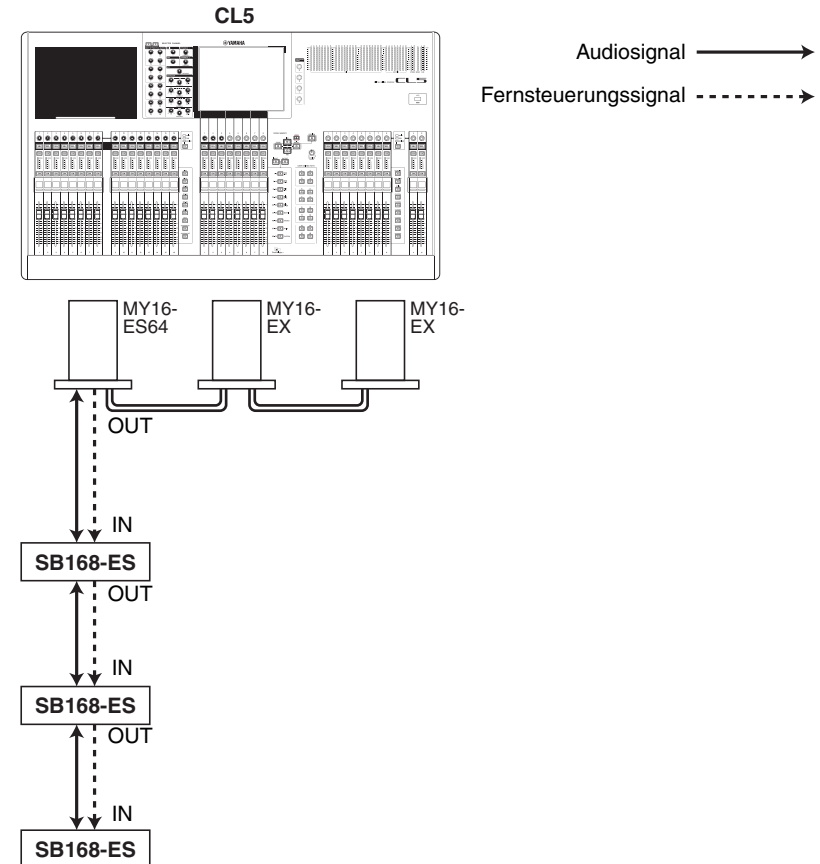 CL5
YAMAHA
Audiosignal
Fernsteuerungssignal
MY16-
ES64
MY16-
EX
MY16-
EX
OUT
IN
SB168-ES
OUT
IN
SB168-ES
OUT
IN
SB168-ES